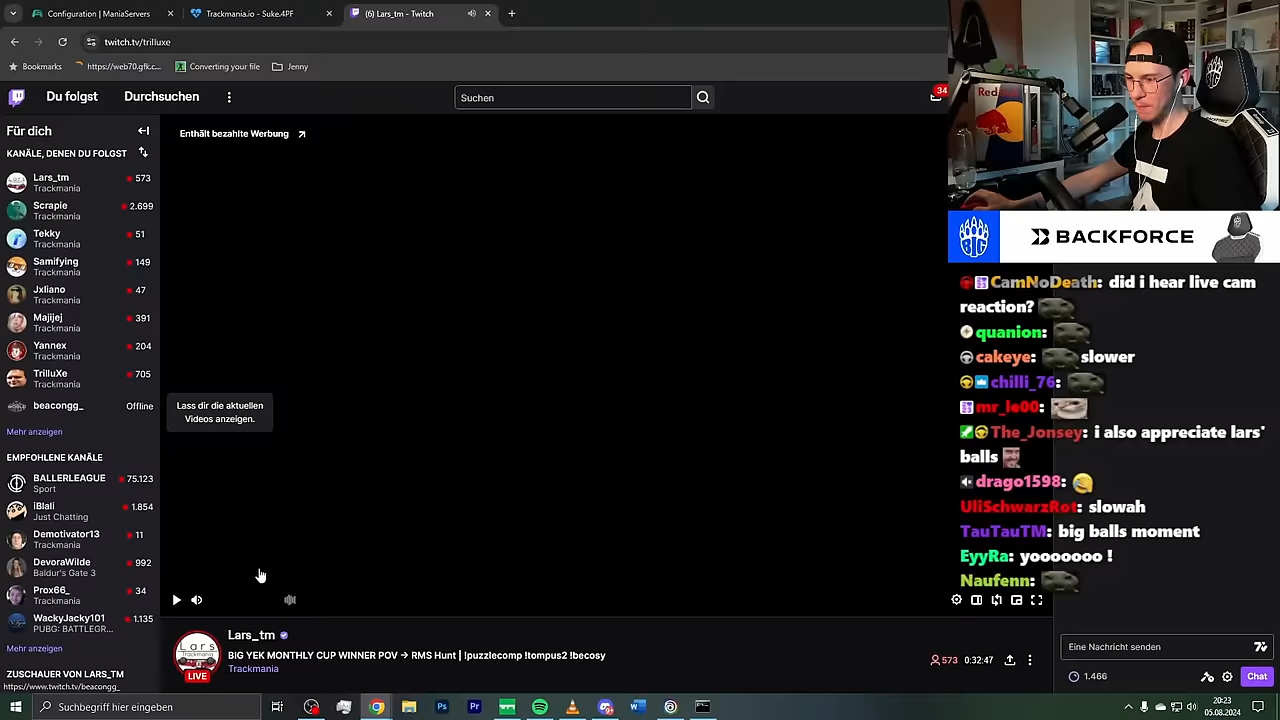 Configuration | ManiaServers
Trackmania.io - Suke.4PF
(6) Lars_tm - Twitch
twitch.tv/trilluxe
Bookmarks
https://web70.gfk.c...
Converting your file
Jenny
Du folgst
Durchsuchen
Suchen
34
Für dich
KANÄLE, DENEN DU FOLGST
Lars_tm
573
Trackmania
Scrapie
2.699
Trackmania
Tekky
51
Trackmania
Samifying
149
Trackmania
Jxliano
47
Trackmania
Majijej
391
Trackmania
Yannex
204
Trackmania
TrilluXe
705
Trackmania
beacongg_
Offline
Mehr anzeigen
EMPFOHLENE KANÄLE
BALLERLEAGUE
75.123
Sport
iBlali
1.854
Just Chatting
Demotivator13
11
Trackmania
DevoraWilde
992
Baldur's Gate 3
Prox66_
34
Trackmania
WackyJacky101
1.135
PUBG: BATTLEGR...
Mehr anzeigen
ZUSCHAUER VON LARS_TM
https://www.twitch.tv/beacongg_
Enthält bezahlte Werbung
Lass dir die aktuellen
Videos anzeigen.
Lars_tm
BIG YEK MONTHLY CUP WINNER POV -> RMS Hunt | !puzzlecomp !tompus2 !becosy
Trackmania
Lars
Trackmania
LIVE
573
0:32:47
BIG
BACKFORCE
CamNoDeath: did i hear live cam
reaction?
quanion:
cakeye: slower
chilli_76:
mr_le00:
The_Jonsey: i also appreciate lars'
balls
drago1598:
UliSchwarzRot: slowah
TauTauTM: big balls moment
EyyRa: yooooooo !
Naufenn:
Eine Nachricht senden
1.466
Chat
Suchbegriff hier eingeben
20:23
05.08.2024